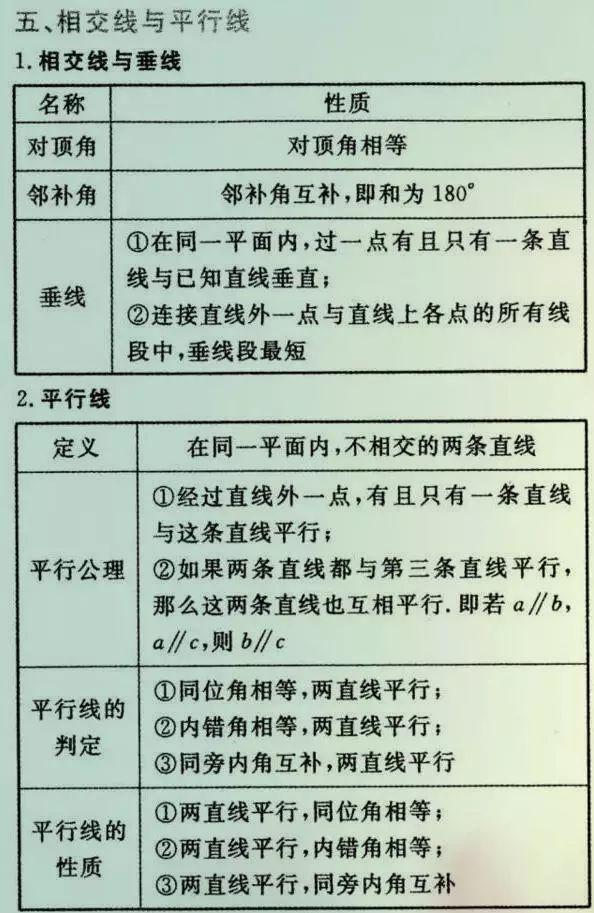 五、相交线与平行线
1.相交线与垂线
名称 性质
对顶角 对顶角相等
邻补角 邻补角互补,即和为180°
垂线
①在同一平面内,过一点有且只有一条直
线与已知直线垂直;
②连接直线外一点与直线上各点的所有线
段中,垂线段最短
2.平行线
定义 在同一平面内,不相交的两条直线
平行公理
①经过直线外一点,有且只有一条直线
与这条直线平行;
②如果两条直线都与第三条直线平行,
那么这两条直线也互相平行.即若a∥b,
a∥c,则b∥c
平行线的
判定
①同位角相等,两直线平行;
②内错角相等,两直线平行;
③同旁内角互补,两直线平行
平行线的
性质
①两直线平行,同位角相等;
②两直线平行,内错角相等;
③两直线平行,同旁内角互补